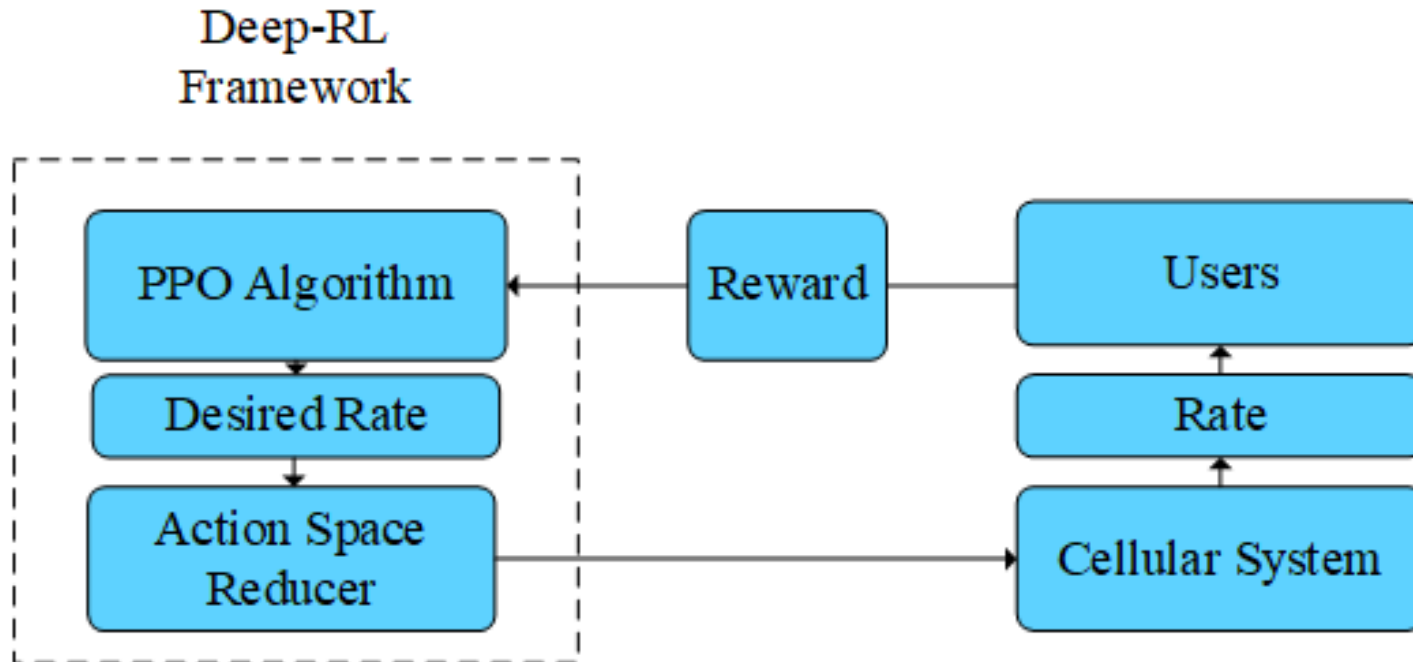 Deep-RL
Framework
PPO Algorithm
Reward
Users
Desired Rate
Rate
Action Space
Reducer
Cellular System